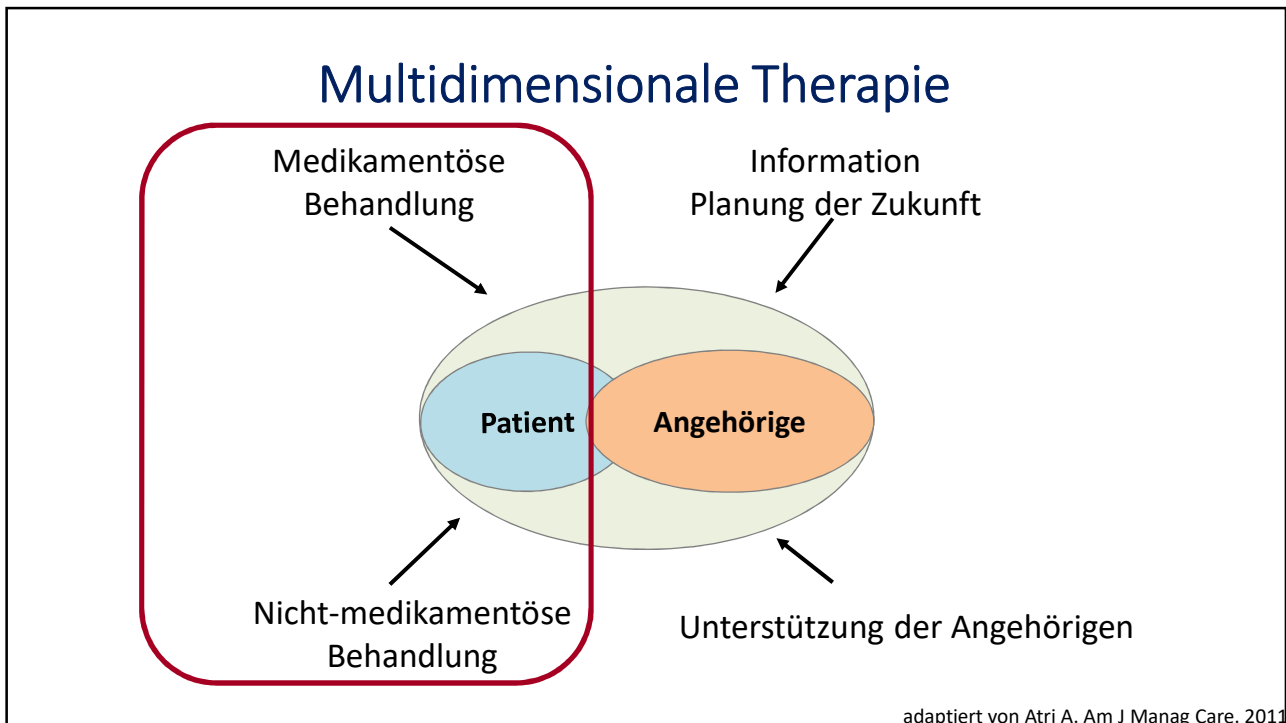 Multidimensionale Therapie
Medikamentöse
Behandlung
Information
Planung der Zukunft
Patient
Angehörige
Nicht-medikamentöse
Behandlung
Unterstützung der Angehörigen
adaptiert von Atri A. Am J Manag Care. 2011